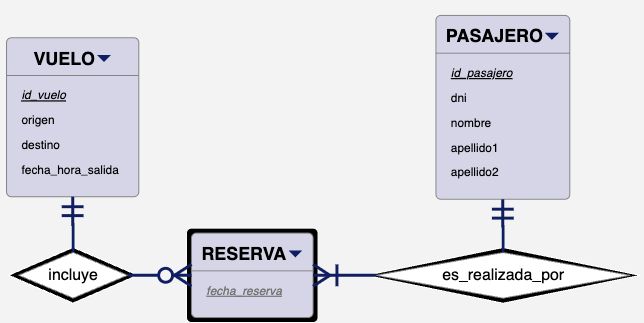 VUELO
id_vuelo
origen
destino
fecha_hora_salida
PASAJERO
id_pasajero
dni
nombre
apellido1
apellido2
incluye
RESERVA
fecha_reserva
es_realizada_por